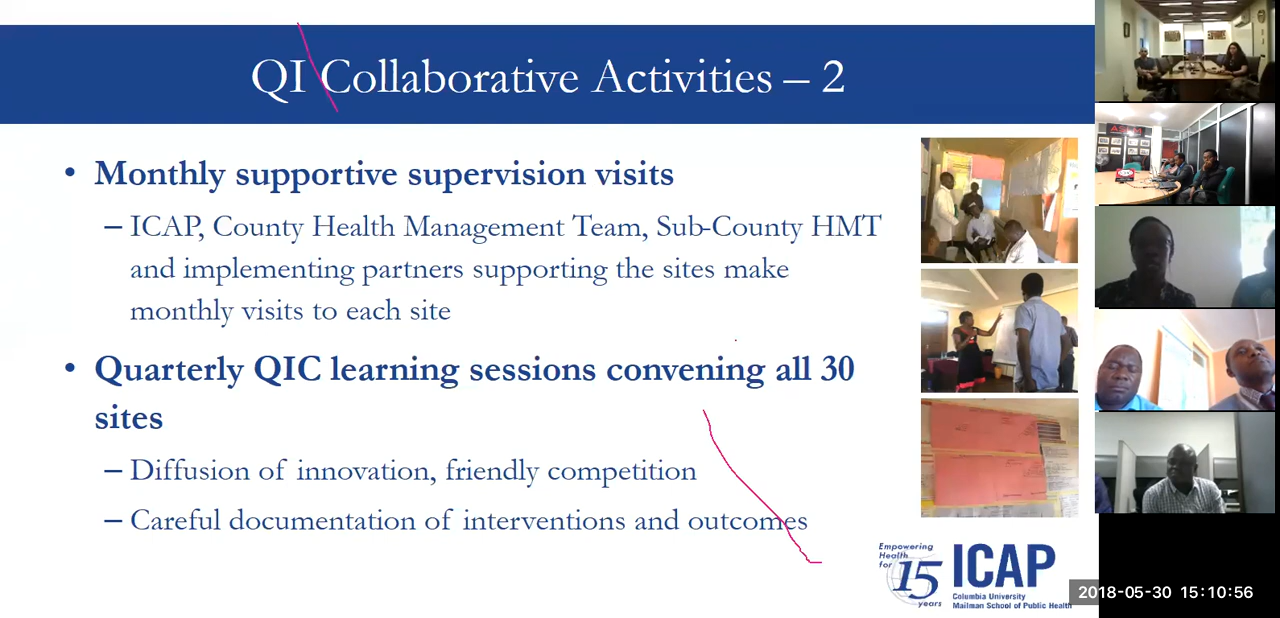 QI Collaborative Activities – 2
• Monthly supportive supervision visits
– ICAP, County Health Management Team, Sub-County HMT
and implementing partners supporting the sites make
monthly visits to each site
• Quarterly QIC learning sessions convening all 30
sites
– Diffusion of innovation, friendly competition
– Careful documentation of interventions and outcomes
Empowering
Health
for
15
years
ICAP
Columbia University
Mailman School of Public Health
2018-05-30 15:10:56